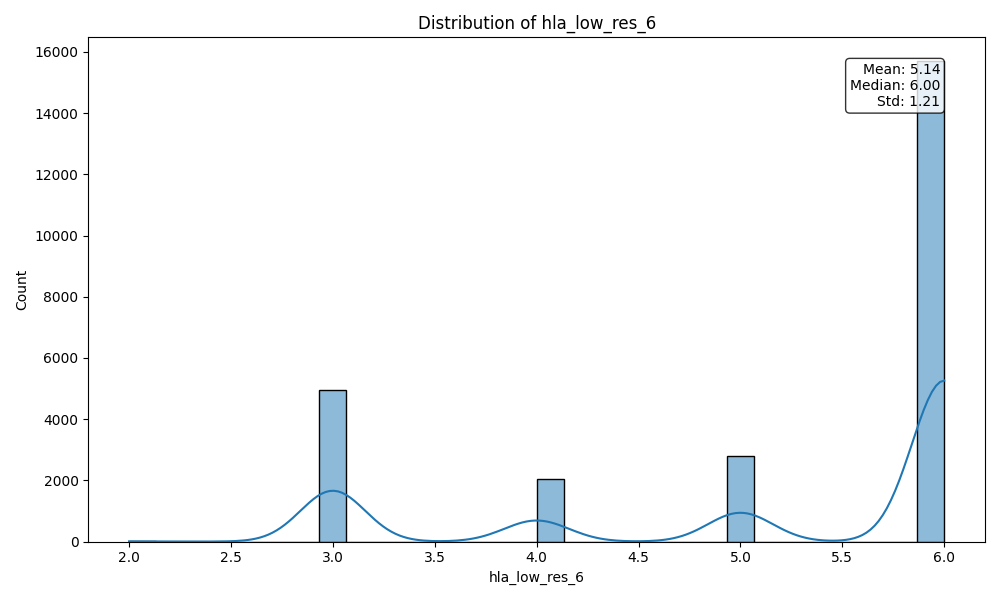 Distribution of hla_low_res_6
16000
14000
12000
10000
8000
6000
4000
2000
0
Count
Mean: 5.14
Median: 6.00
Std: 1.21
2.0 2.5 3.0 3.5 4.0 4.5 5.0 5.5 6.0
hla_low_res_6